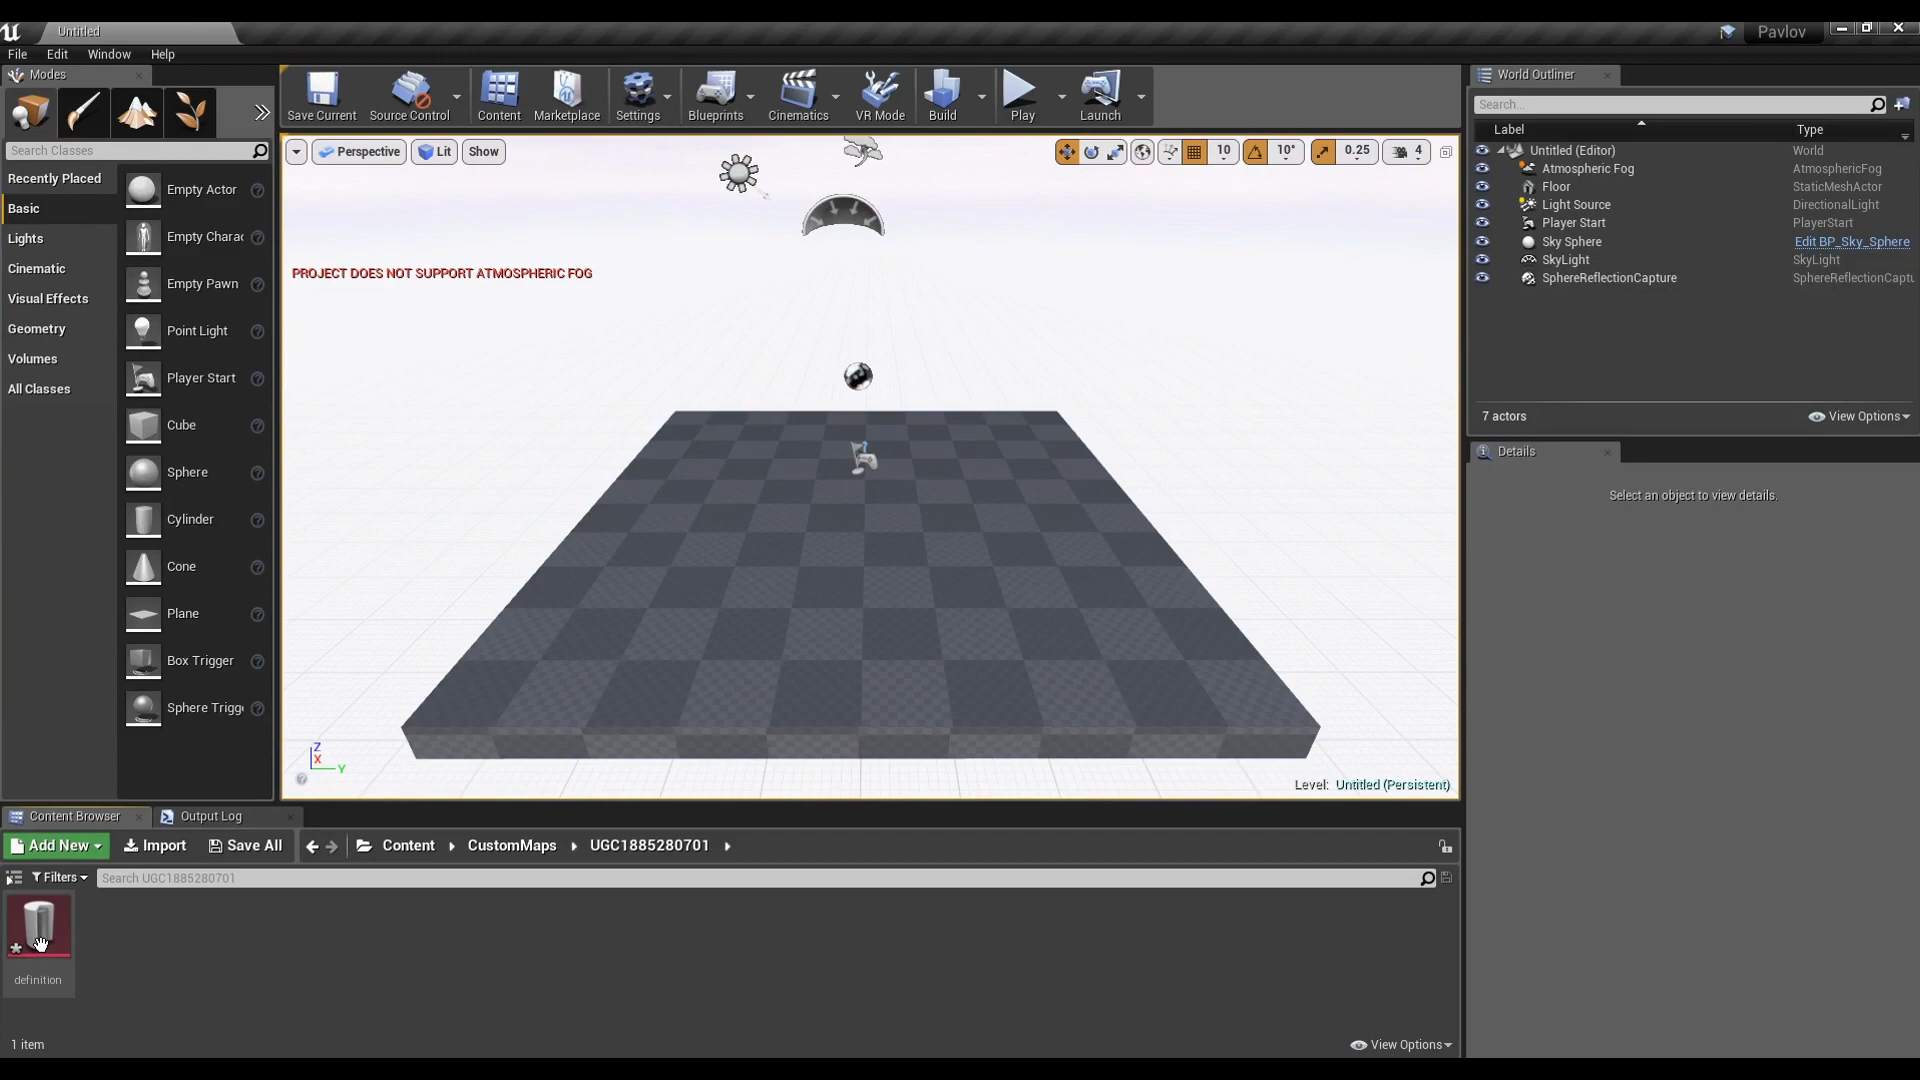 Untitled
Pavlov
File Edit Window Help
Modes
Search Classes
Recently Placed
Basic
Lights
Cinematic
Visual Effects
Geometry
Volumes
All Classes
Empty Actor
Empty Charac
Empty Pawn
Point Light
Player Start
Cube
Sphere
Cylinder
Cone
Plane
Box Trigger
Sphere Trigge
Save Current
Source Control
Content
Marketplace
Settings
Blueprints
Cinematics
VR Mode
Build
Play
Launch
Perspective
Lit
Show
10
10°
0.25
4
PROJECT DOES NOT SUPPORT ATMOSPHERIC FOG
Z
X
Y
Level: Untitled (Persistent)
World Outliner
Search...
Label Type
Untitled (Editor) World
Atmospheric Fog AtmosphericFog
Floor StaticMeshActor
Light Source DirectionalLight
Player Start PlayerStart
Sky Sphere Edit BP_Sky_Sphere
SkyLight SkyLight
SphereReflectionCapture SphereReflectionCaptu
7 actors
View Options
Details
Select an object to view details.
Content Browser
Output Log
Add New
Import
Save All
Content
CustomMaps
UGC1885280701
Filters
Search UGC1885280701
definition
1 item
View Options